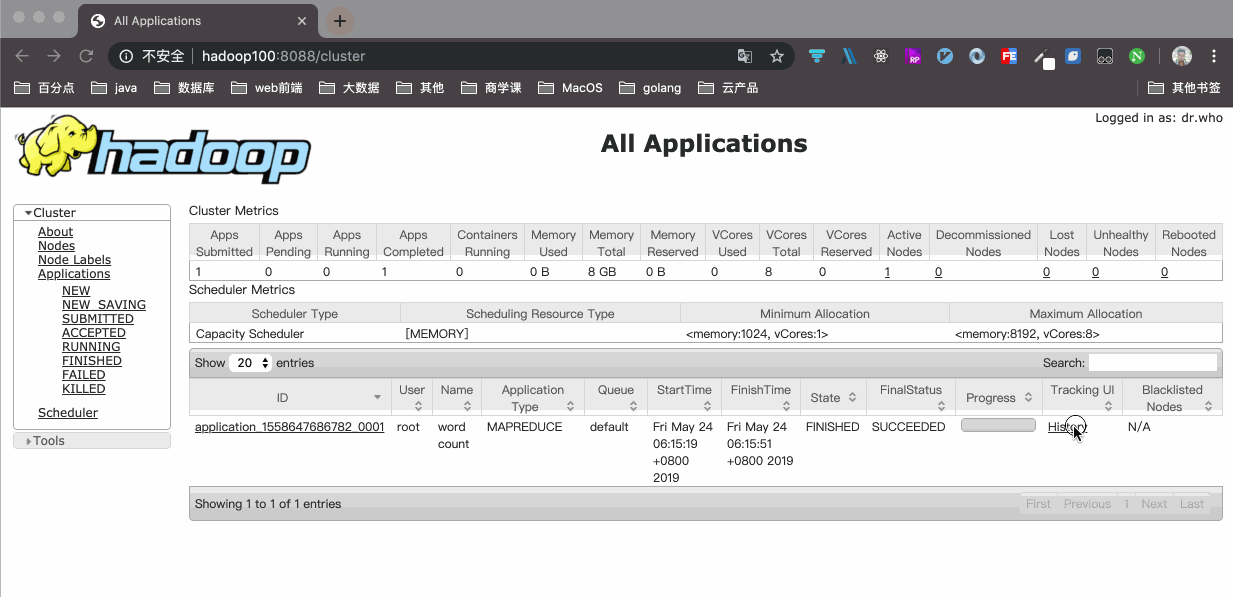 All Applications
不安全 hadoop100:8088/cluster
百分点 java 数据库 web前端 大数据 其他 商学课 MacOS golang 云产品 其他书签
Logged in as: dr.who
hadoop
All Applications
Cluster
About
Nodes
Node Labels
Applications
NEW
NEW_SAVING
SUBMITTED
ACCEPTED
RUNNING
FINISHED
FAILED
KILLED
Scheduler
Tools
Cluster Metrics
Apps Submitted Apps Pending Apps Running Apps Completed Containers Running Memory Used Memory Total Memory Reserved VCores Used VCores Total VCores Reserved Active Nodes Decommissioned Nodes Lost Nodes Unhealthy Nodes Rebooted Nodes
1 0 0 1 0 0 B 8 GB 0 B 0 8 0 1 0 0 0 0
Scheduler Metrics
Scheduler Type Scheduling Resource Type Minimum Allocation Maximum Allocation
Capacity Scheduler [MEMORY] <memory:1024, vCores:1> <memory:8192, vCores:8>
Show 20 entries Search:
ID User Name Application Type Queue StartTime FinishTime State FinalStatus Progress Tracking UI Blacklisted Nodes
application_1558647686782_0001 root word count MAPREDUCE default Fri May 24 06:15:19 +0800 2019 Fri May 24 06:15:51 +0800 2019 FINISHED SUCCEEDED History N/A
Showing 1 to 1 of 1 entries First Previous 1 Next Last